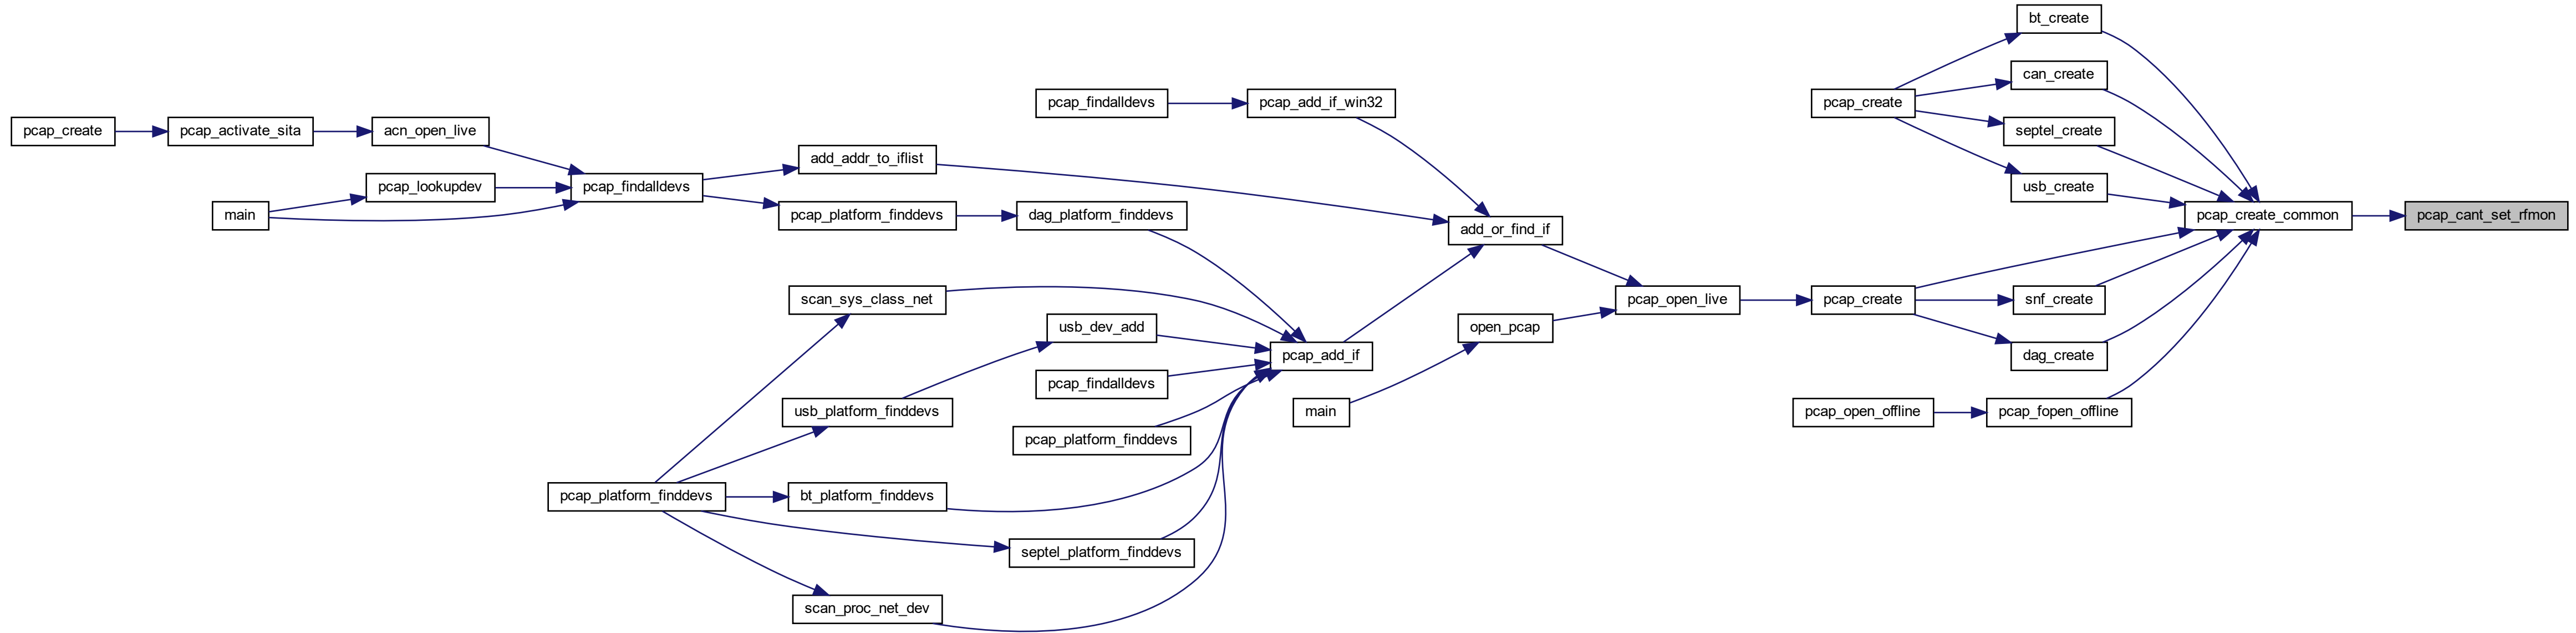 bt_create
can_create
pcap_create
pcap_findalldevs
pcap_add_if_win32
pcap_create
pcap_activate_sita
acn_open_live
septel_create
add_addr_to_iflist
pcap_lookupdev
pcap_findalldevs
usb_create
main
pcap_platform_finddevs
dag_platform_finddevs
pcap_create_common
pcap_cant_set_rfmon
add_or_find_if
scan_sys_class_net
pcap_open_live
pcap_create
snf_create
usb_dev_add
open_pcap
pcap_add_if
dag_create
pcap_findalldevs
usb_platform_finddevs
main
pcap_open_offline
pcap_fopen_offline
pcap_platform_finddevs
pcap_platform_finddevs
bt_platform_finddevs
septel_platform_finddevs
scan_proc_net_dev